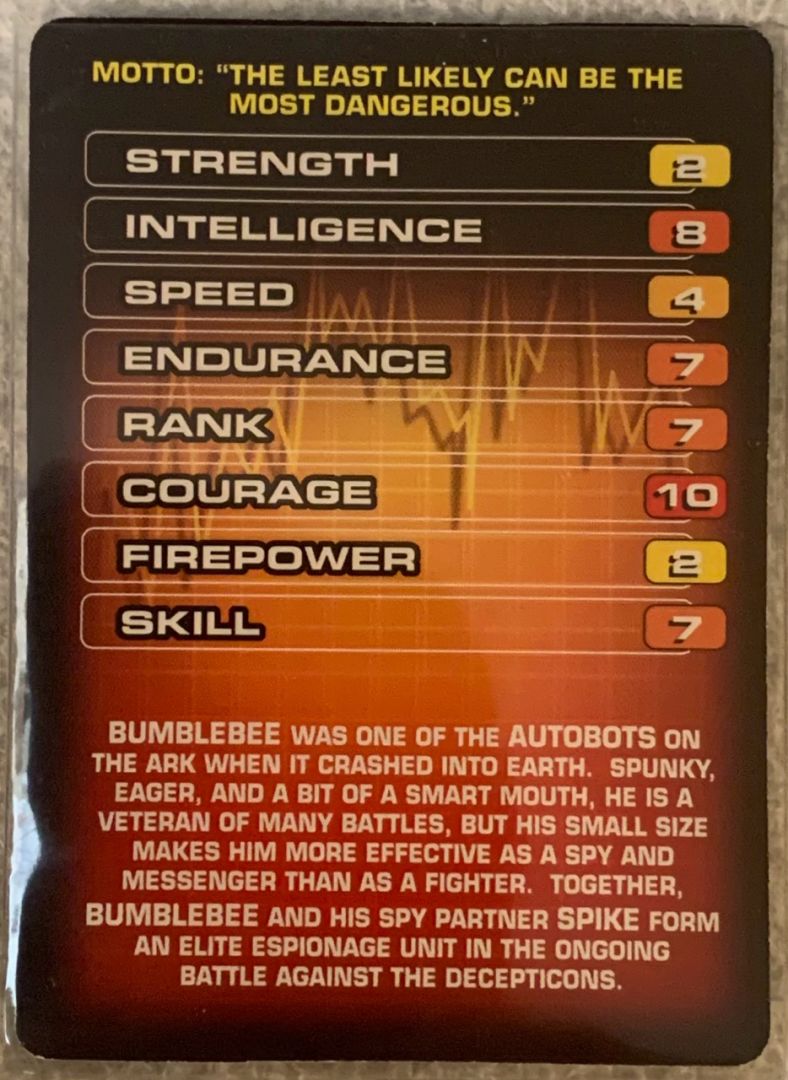 MOTTO: “THE LEAST LIKELY CAN BE THE
MOST DANGEROUS.”
STRENGTH 2
INTELLIGENCE 8
SPEED 4
ENDURANCE 7
RANK 7
COURAGE 10
FIREPOWER 2
SKILL 7
BUMBLEBEE WAS ONE OF THE AUTOBOTS ON
THE ARK WHEN IT CRASHED INTO EARTH. SPUNKY,
EAGER, AND A BIT OF A SMART MOUTH, HE IS A
VETERAN OF MANY BATTLES, BUT HIS SMALL SIZE
MAKES HIM MORE EFFECTIVE AS A SPY AND
MESSENGER THAN AS A FIGHTER. TOGETHER,
BUMBLEBEE AND HIS SPY PARTNER SPIKE FORM
AN ELITE ESPIONAGE UNIT IN THE ONGOING
BATTLE AGAINST THE DECEPTICONS.